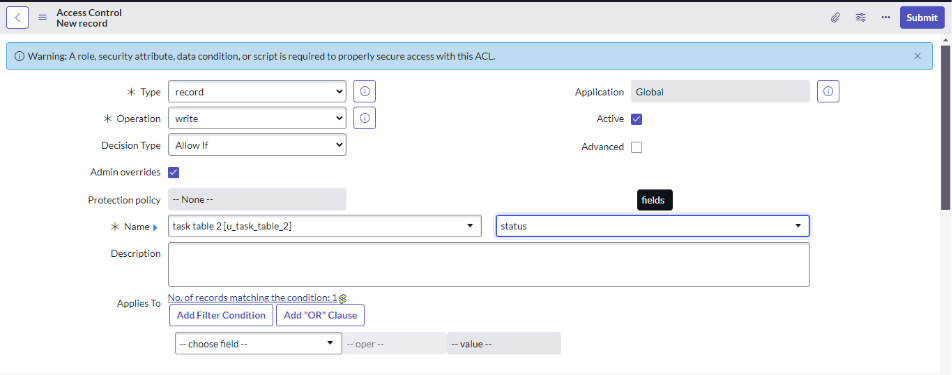 Access Control
New record
Submit
Warning: A role, security attribute, data condition, or script is required to properly secure access with this ACL.
Type
record
Application
Global
Operation
write
Active
Decision Type
Allow If
Advanced
Admin overrides
Protection policy
-- None --
fields
Name
task table 2 [u_task_table_2]
status
Description
Applies To
No. of records matching the condition: 1
Add Filter Condition
Add "OR" Clause
-- choose field --
-- oper --
-- value --